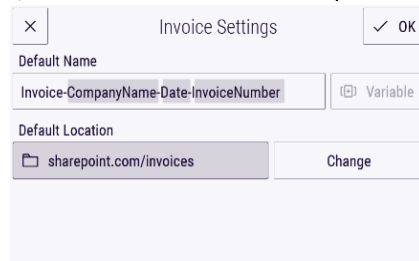 Invoice Settings
OK
Default Name
Invoice-CompanyName-Date-InvoiceNumber
Variable
Default Location
sharepoint.com/invoices
Change